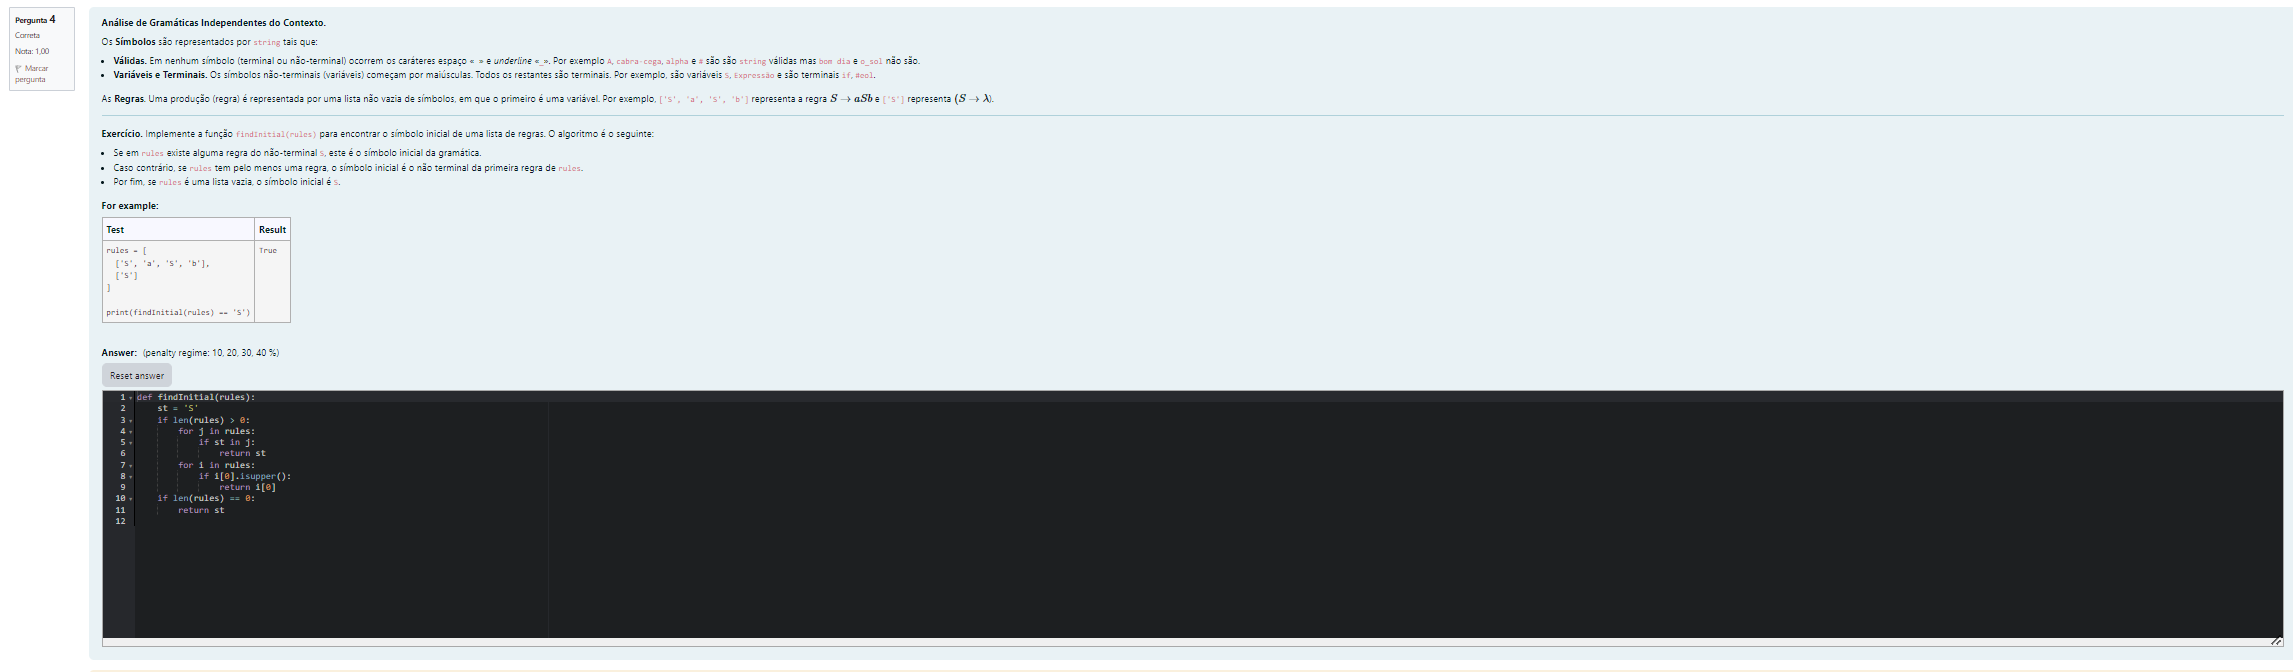 Pergunta 4
Correta
Nota: 1,00
Marcar
pergunta
Análise de Gramáticas Independentes do Contexto.
Os Símbolos são representados por string tais que:
• Válidas. Em nenhum símbolo (terminal ou não-terminal) ocorrem os caráteres espaço « » e underline «_». Por exemplo A, cabra-cega, alpha e # são são string válidas mas bom dia e o_sol não são.
• Variáveis e Terminais. Os símbolos não-terminais (variáveis) começam por maiúsculas. Todos os restantes são terminais. Por exemplo, são variáveis S, Expressão e são terminais if, #eol.
As Regras. Uma produção (regra) é representada por uma lista não vazia de símbolos, em que o primeiro é uma variável. Por exemplo, ['S', 'a', 'S', 'b'] representa a regra S → aSb e ['S'] representa (S → λ).
Exercício. Implemente a função findInitial(rules) para encontrar o símbolo inicial de uma lista de regras. O algoritmo é o seguinte:
• Se em rules existe alguma regra do não-terminal S, este é o símbolo inicial da gramática.
• Caso contrário, se rules tem pelo menos uma regra, o símbolo inicial é o não terminal da primeira regra de rules.
• Por fim, se rules é uma lista vazia, o símbolo inicial é S.
For example:
Test Result
rules = [ True
['S', 'a', 'S', 'b'],
['S']
]
print(findInitial(rules) == 'S')
Answer: (penalty regime: 10, 20, 30, 40 %)
Reset answer
1 def findInitial(rules):
2 st = 'S'
3 if len(rules) > 0:
4 for j in rules:
5 if st in j:
6 return st
7 for i in rules:
8 if i[0].isupper():
9 return i[0]
10 if len(rules) == 0:
11 return st
12